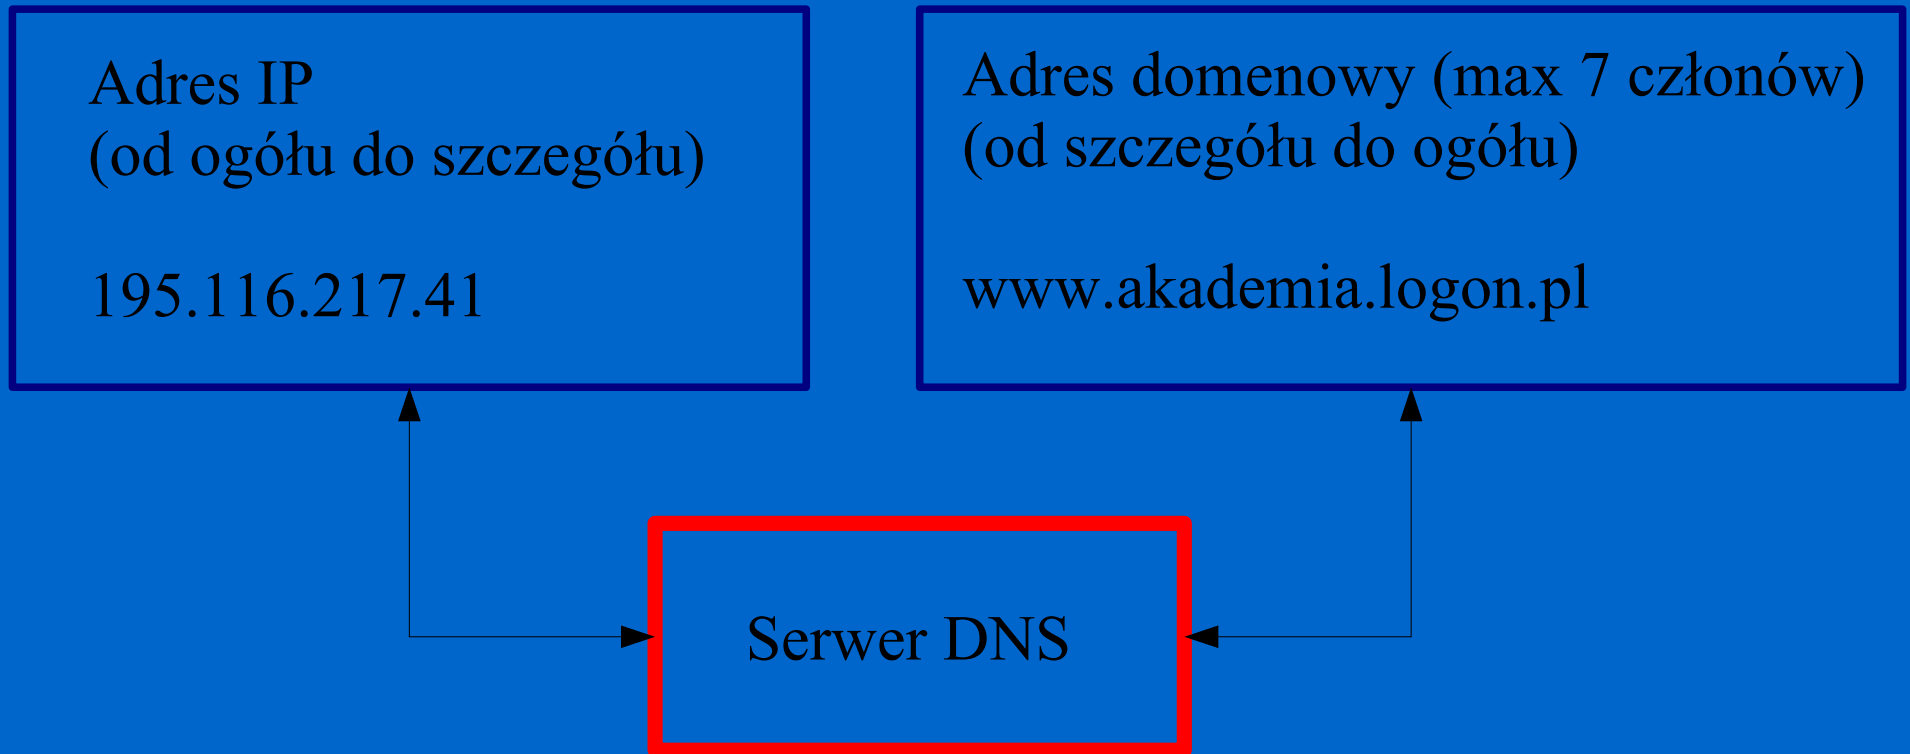 Adres IP
(od ogółu do szczegółu)
195.116.217.41
Adres domenowy (max 7 członów)
(od szczegółu do ogółu)
www.akademia.logon.pl
Serwer DNS